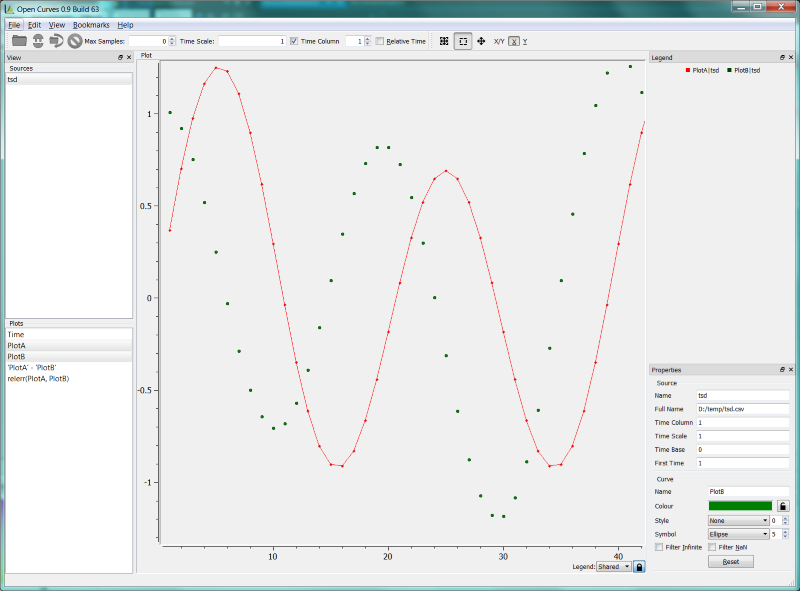 Open Curves 0.9 Build 63
File Edit View Bookmarks Help
Max Samples: 0 Time Scale: 1 Time Column 1 Relative Time X/Y X Y
View
Sources
tsd
Plots
Time
PlotA
PlotB
'PlotA' - 'PlotB'
relerr(PlotA, PlotB)
Plot
1
0.5
0
-0.5
-1
10 20 30 40
Legend: Shared
Legend
PlotA|tsd PlotB|tsd
Properties
Source
Name tsd
Full Name D:/temp/tsd.csv
Time Column 1
Time Scale 1
Time Base 0
First Time 1
Curve
Name PlotB
Colour
Style None 0
Symbol Ellipse 5
Filter Infinite Filter NaN
Reset